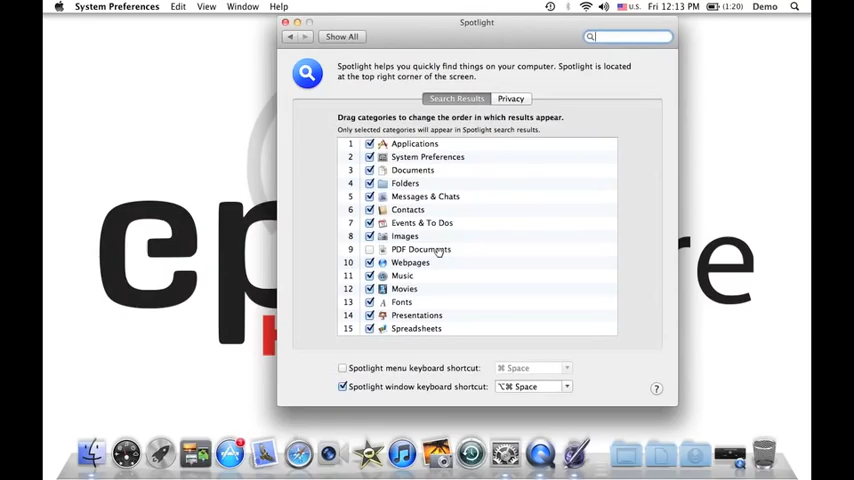 System Preferences Edit View Window Help U.S. Fri 12:13 PM (1:20) Demo
Spotlight
Show All
Spotlight helps you quickly find things on your computer. Spotlight is located
at the top right corner of the screen.
Search Results Privacy
Drag categories to change the order in which results appear.
Only selected categories will appear in Spotlight search results.
1 Applications
2 System Preferences
3 Documents
4 Folders
5 Messages & Chats
6 Contacts
7 Events & To Dos
8 Images
9 PDF Documents
10 Webpages
11 Music
12 Movies
13 Fonts
14 Presentations
15 Spreadsheets
Spotlight menu keyboard shortcut: ⌘ Space
Spotlight window keyboard shortcut: ⌥⌘ Space
?